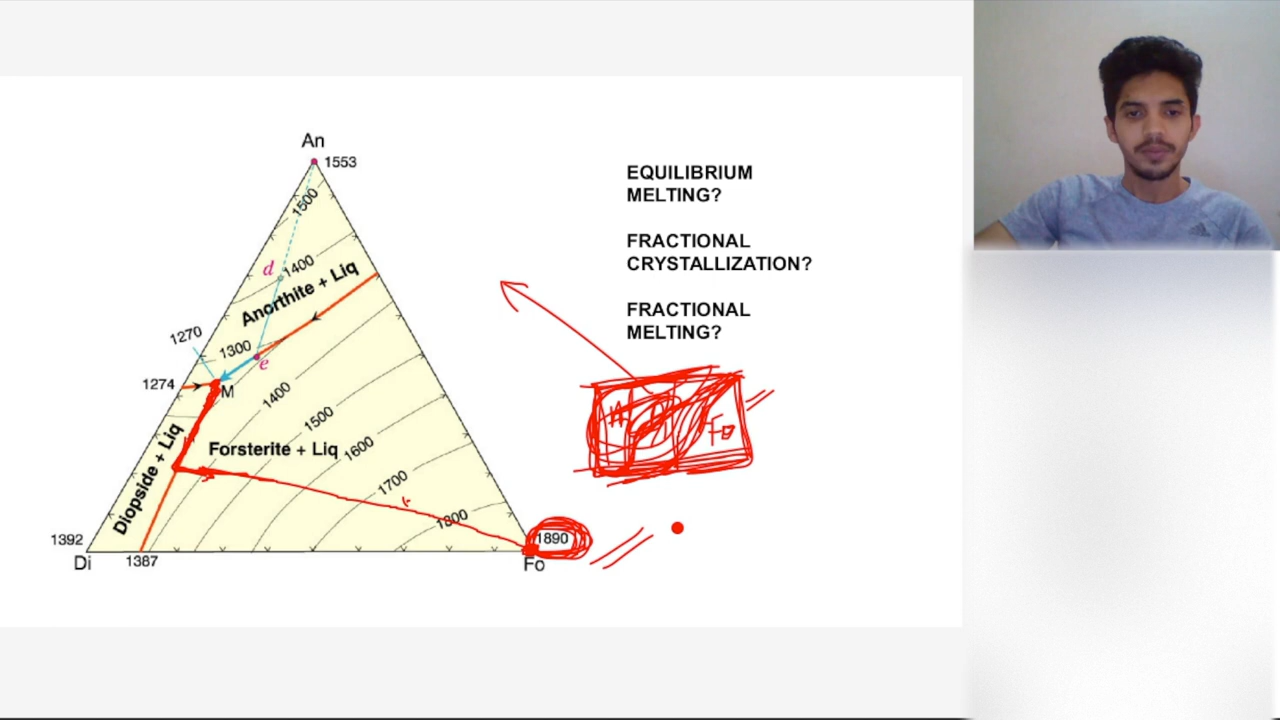 An
1553
1500
d
1400
Anorthite + Liq
1270
1300
e
1274
M
1400
1500
Diopside + Liq
Forsterite + Liq
1600
1700
1800
1392
1890
Di
1387
Fo
EQUILIBRIUM
MELTING?
FRACTIONAL
CRYSTALLIZATION?
FRACTIONAL
MELTING?
Fo